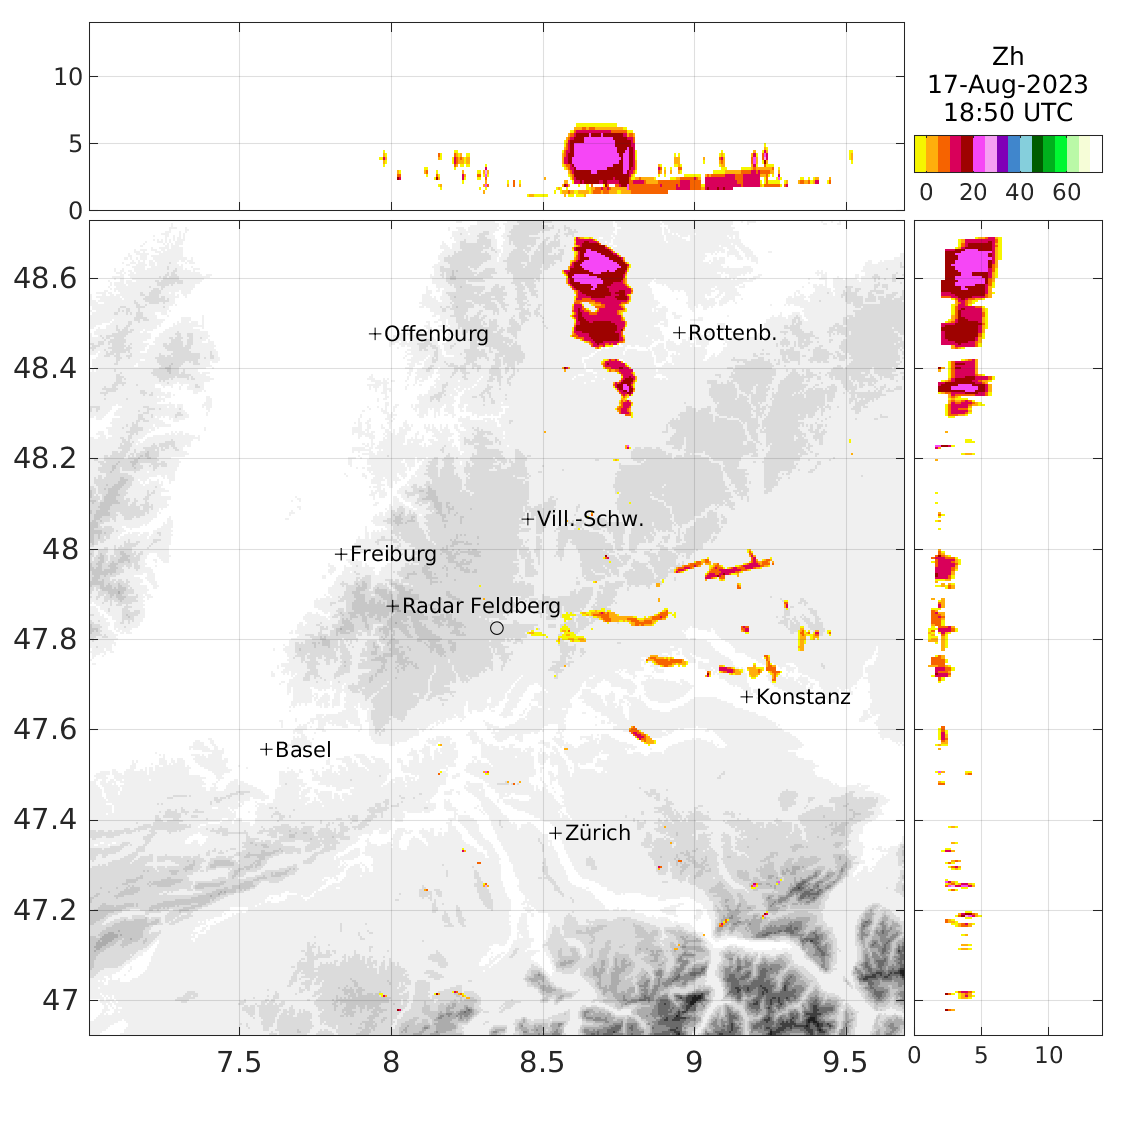 10
5
0
Zh
17-Aug-2023
18:50 UTC
0 20 40 60
48.6
48.4
48.2
48
47.8
47.6
47.4
47.2
47
+Offenburg
+Rottenb.
+Vill.-Schw.
+Freiburg
+Radar Feldberg
+Konstanz
+Basel
+Zürich
7.5 8 8.5 9 9.5
0 5 10